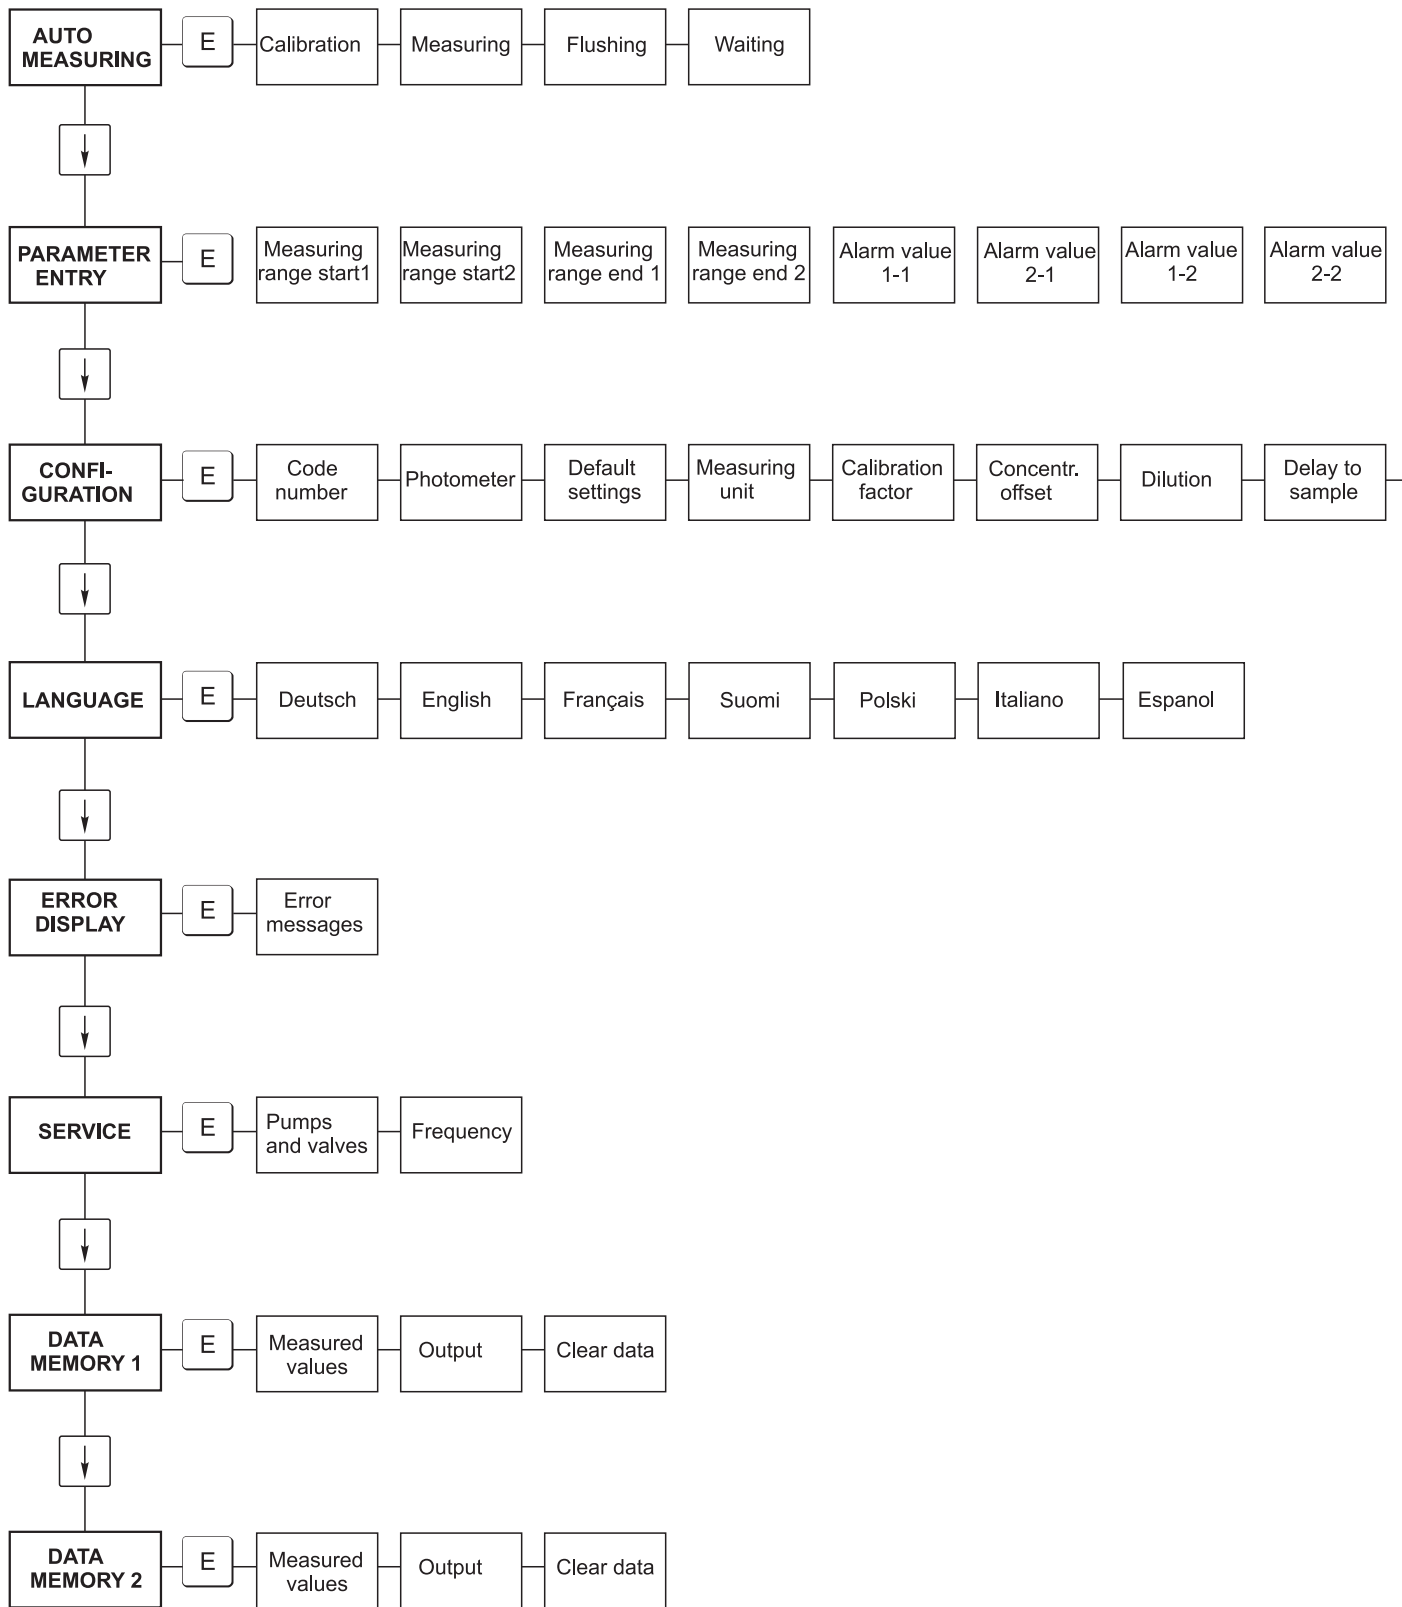 AUTO
MEASURING
E
Calibration
Measuring
Flushing
Waiting
PARAMETER
ENTRY
E
Measuring
range start1
Measuring
range start2
Measuring
range end 1
Measuring
range end 2
Alarm value
1-1
Alarm value
2-1
Alarm value
1-2
Alarm value
2-2
CONFI-
GURATION
E
Code
number
Photometer
Default
settings
Measuring
unit
Calibration
factor
Concentr.
offset
Dilution
Delay to
sample
LANGUAGE
E
Deutsch
English
Français
Suomi
Polski
Italiano
Espanol
ERROR
DISPLAY
E
Error
messages
SERVICE
E
Pumps
and valves
Frequency
DATA
MEMORY 1
E
Measured
values
Output
Clear data
DATA
MEMORY 2
E
Measured
values
Output
Clear data